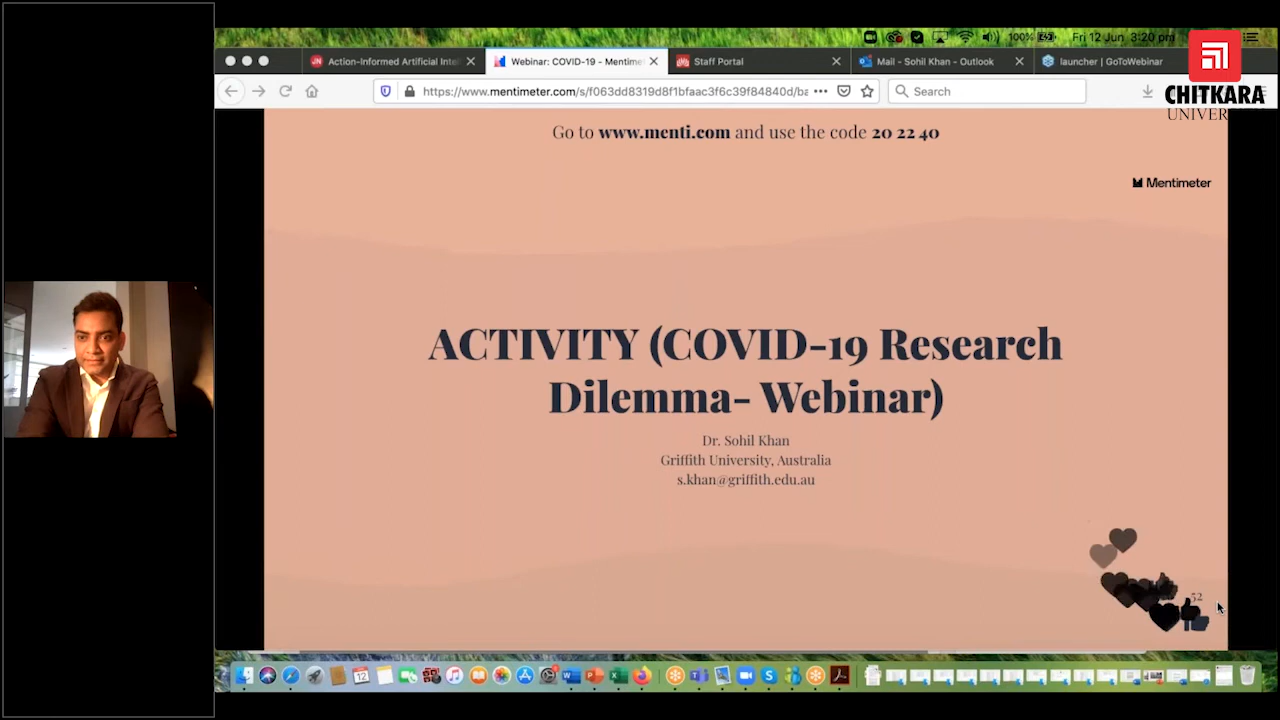 100%
Fri 12 Jun 3:20 pm
Action-Informed Artificial Inte
Webinar: COVID-19 - Mentime
Staff Portal
Mail - Sohil Khan - Outlook
launcher | GoToWebinar
https://www.mentimeter.com/s/f063dd8319d8f1bfaac3f6c39f84840d/ba
Search
CHITKARA
UNIVER
Go to www.menti.com and use the code 20 22 40
Mentimeter
ACTIVITY (COVID-19 Research
Dilemma- Webinar)
Dr. Sohil Khan
Griffith University, Australia
s.khan@griffith.edu.au
52